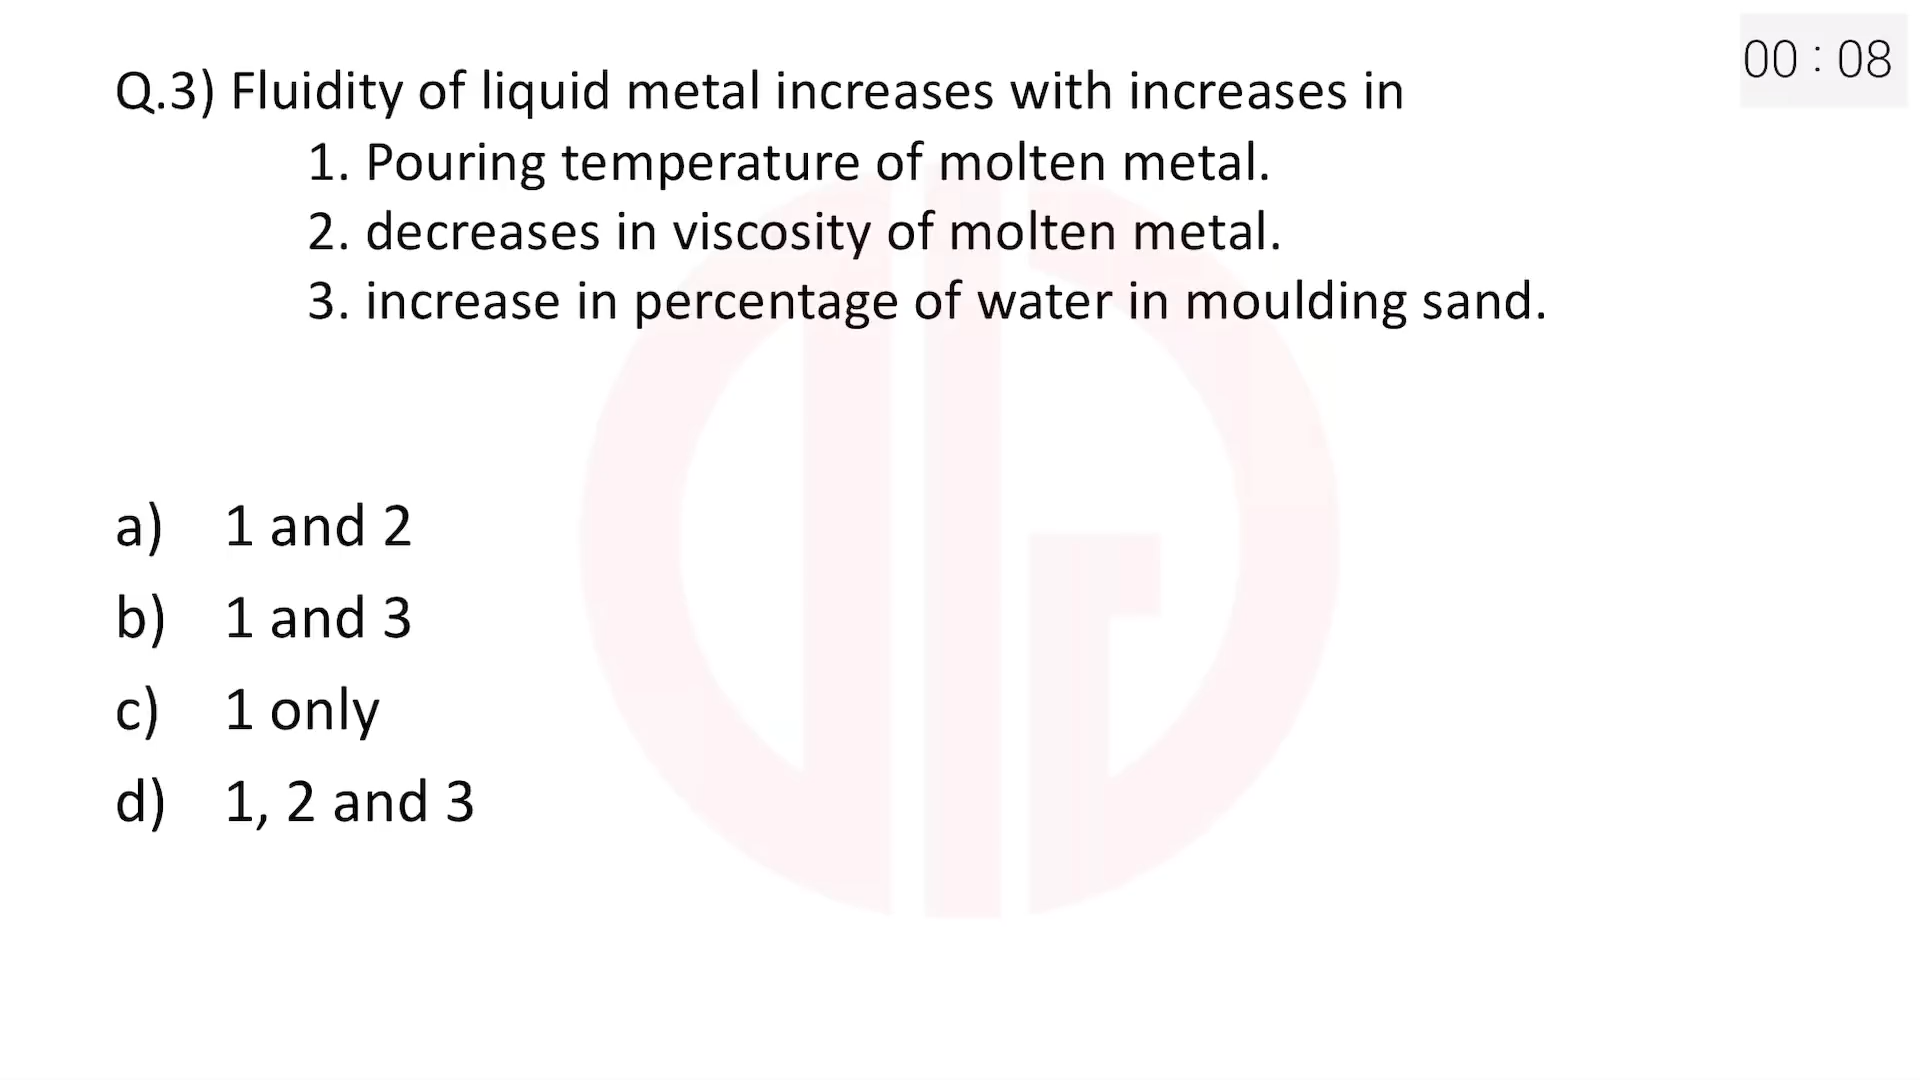 00 : 08
Q.3) Fluidity of liquid metal increases with increases in
1. Pouring temperature of molten metal.
2. decreases in viscosity of molten metal.
3. increase in percentage of water in moulding sand.
a) 1 and 2
b) 1 and 3
c) 1 only
d) 1, 2 and 3